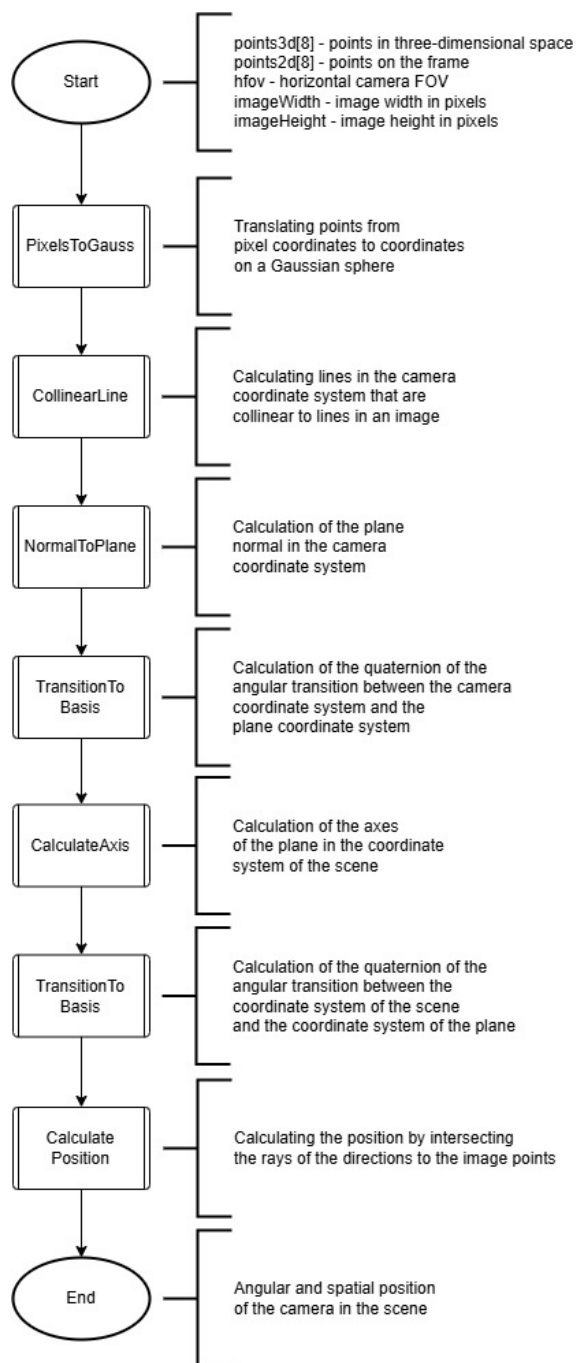 Start
points3d[8] - points in three-dimensional space
points2d[8] - points on the frame
hfov - horizontal camera FOV
imageWidth - image width in pixels
imageHeight - image height in pixels
PixelsToGauss
Translating points from
pixel coordinates to coordinates
on a Gaussian sphere
CollinearLine
Calculating lines in the camera
coordinate system that are
collinear to lines in an image
NormalToPlane
Calculation of the plane
normal in the camera
coordinate system
TransitionTo
Basis
Calculation of the quaternion of the
angular transition between the camera
coordinate system and the
plane coordinate system
CalculateAxis
Calculation of the axes
of the plane in the coordinate
system of the scene
TransitionTo
Basis
Calculation of the quaternion of the
angular transition between the
coordinate system of the scene
and the coordinate system of the plane
Calculate
Position
Calculating the position by intersecting
the rays of the directions to the image points
End
Angular and spatial position
of the camera in the scene